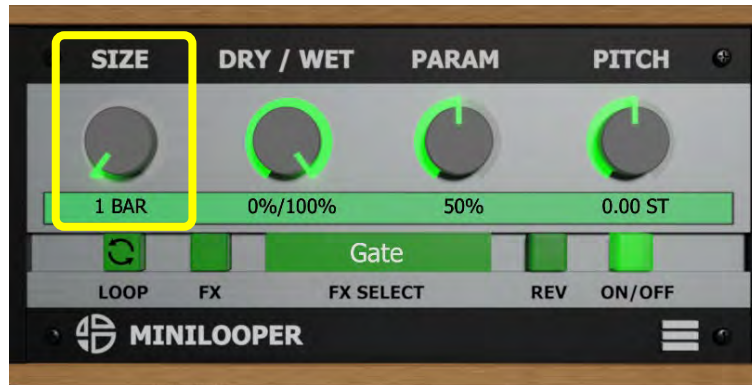 SIZE DRY / WET PARAM PITCH
1 BAR 0%/100% 50% 0.00 ST
Gate
LOOP FX FX SELECT REV ON/OFF
MINILOOPER